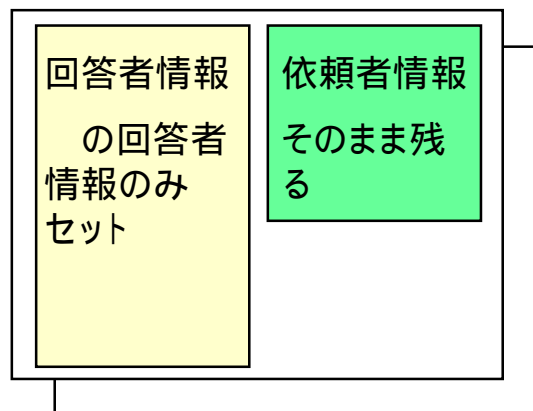 回答者情報
の回答者
情報のみ
セット
依頼者情報
そのまま残
る